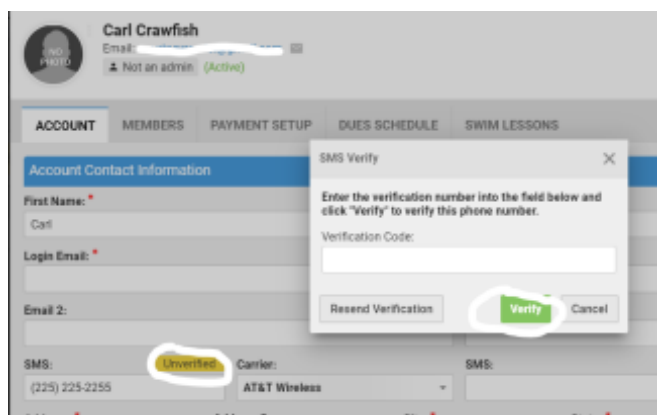 Carl Crawfish
Email:
NO
PHOTO
Not an admin (Active)
ACCOUNT MEMBERS PAYMENT SETUP DUES SCHEDULE SWIM LESSONS
SMS Verify
Account Contact Information
Enter the verification number into the field below and
click "Verify" to verify this phone number.
First Name: *
Carl
Verification Code:
Login Email: *
Email 2:
Resend Verification Verify Cancel
SMS: Unverified Carrier: SMS:
(225) 225-2255 AT&T Wireless